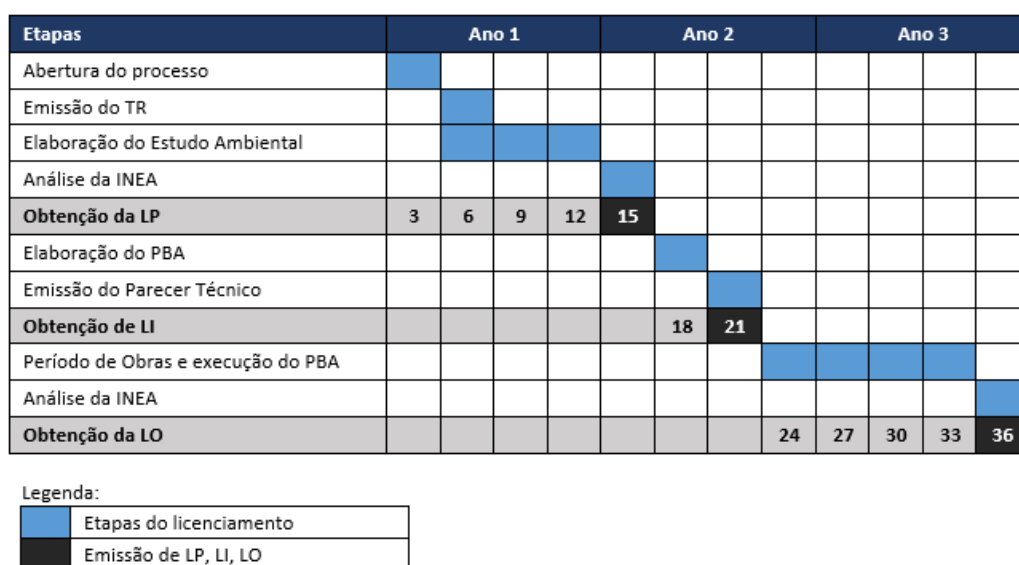 Etapas Ano 1 Ano 2 Ano 3
Abertura do processo
Emissão do TR
Elaboração do Estudo Ambiental
Análise da INEA
Obtenção da LP 3 6 9 12 15
Elaboração do PBA
Emissão do Parecer Técnico
Obtenção de LI 18 21
Período de Obras e execução do PBA
Análise da INEA
Obtenção da LO 24 27 30 33 36
Legenda:
Etapas do licenciamento
Emissão de LP, LI, LO